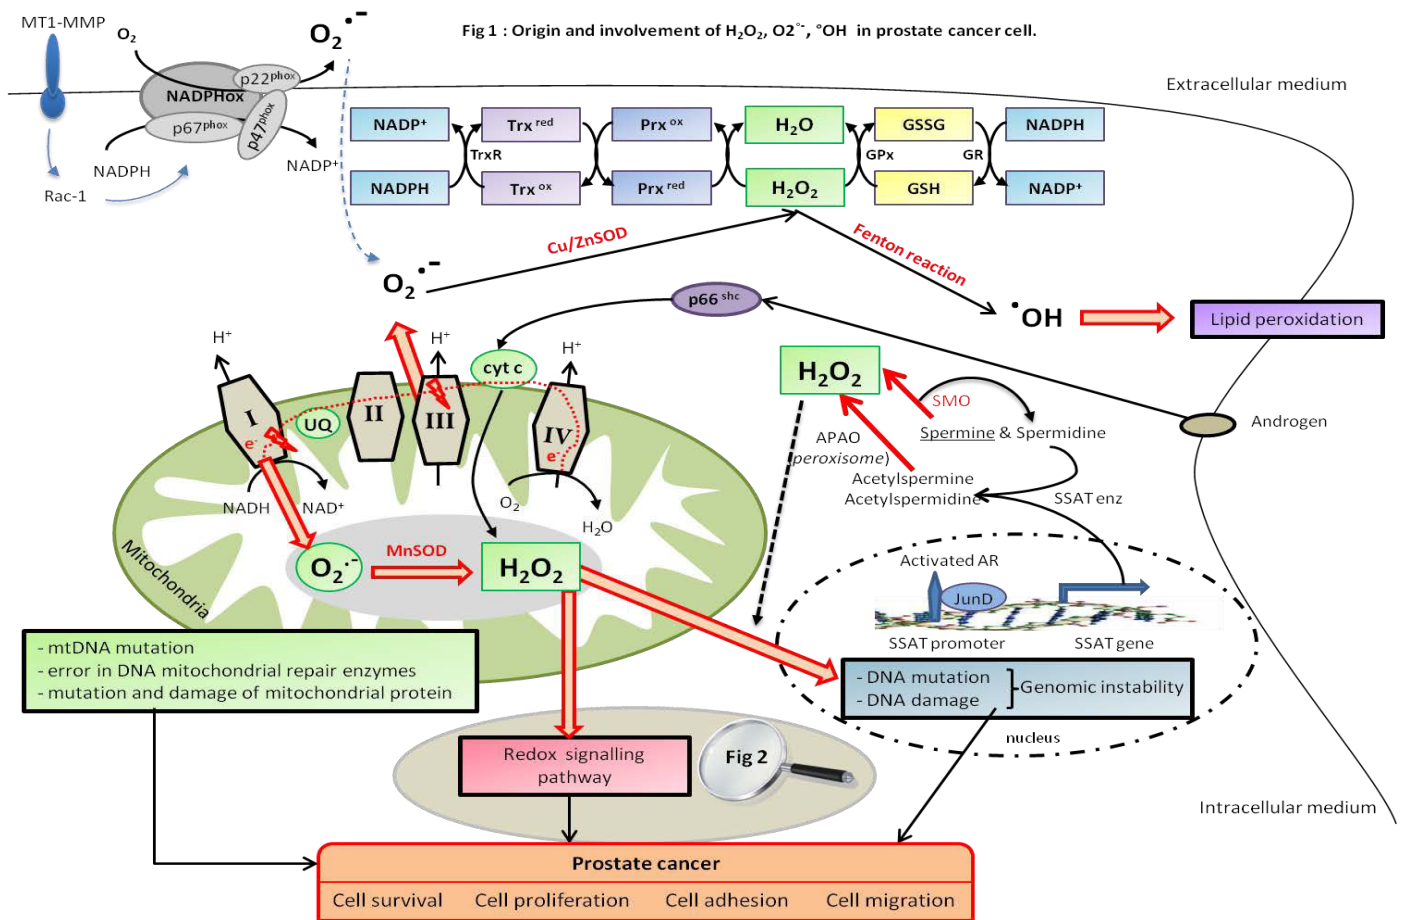 MT1-MMP
O₂
O₂•⁻
Fig 1 : Origin and involvement of H₂O₂, O2°⁻, °OH in prostate cancer cell.
Extracellular medium
p22phox
NADPHox
p67phox
p47phox
NADPH
NADP⁺
Rac-1
NADP⁺
Trx red
Prx ox
H₂O
GSSG
NADPH
TrxR
GPx
GR
NADPH
Trx ox
Prx red
H₂O₂
GSH
NADP⁺
Cu/ZnSOD
Fenton reaction
O₂•⁻
p66 shc
•OH
Lipid peroxidation
H⁺
H⁺
H⁺
cyt c
H₂O₂
SMO
Androgen
I
UQ
II
III
IV
e⁻
e⁻
Spermine & Spermidine
APAO
(peroxisome)
Acetylspermine
Acetylspermidine
SSAT enz
NADH
NAD⁺
O₂
H₂O
Mitochondria
O₂•⁻
MnSOD
H₂O₂
Activated AR
JunD
SSAT promoter
SSAT gene
- mtDNA mutation
- error in DNA mitochondrial repair enzymes
- mutation and damage of mitochondrial protein
- DNA mutation
- DNA damage
Genomic instability
nucleus
Redox signalling
pathway
Fig 2
Intracellular medium
Prostate cancer
Cell survival Cell proliferation Cell adhesion Cell migration